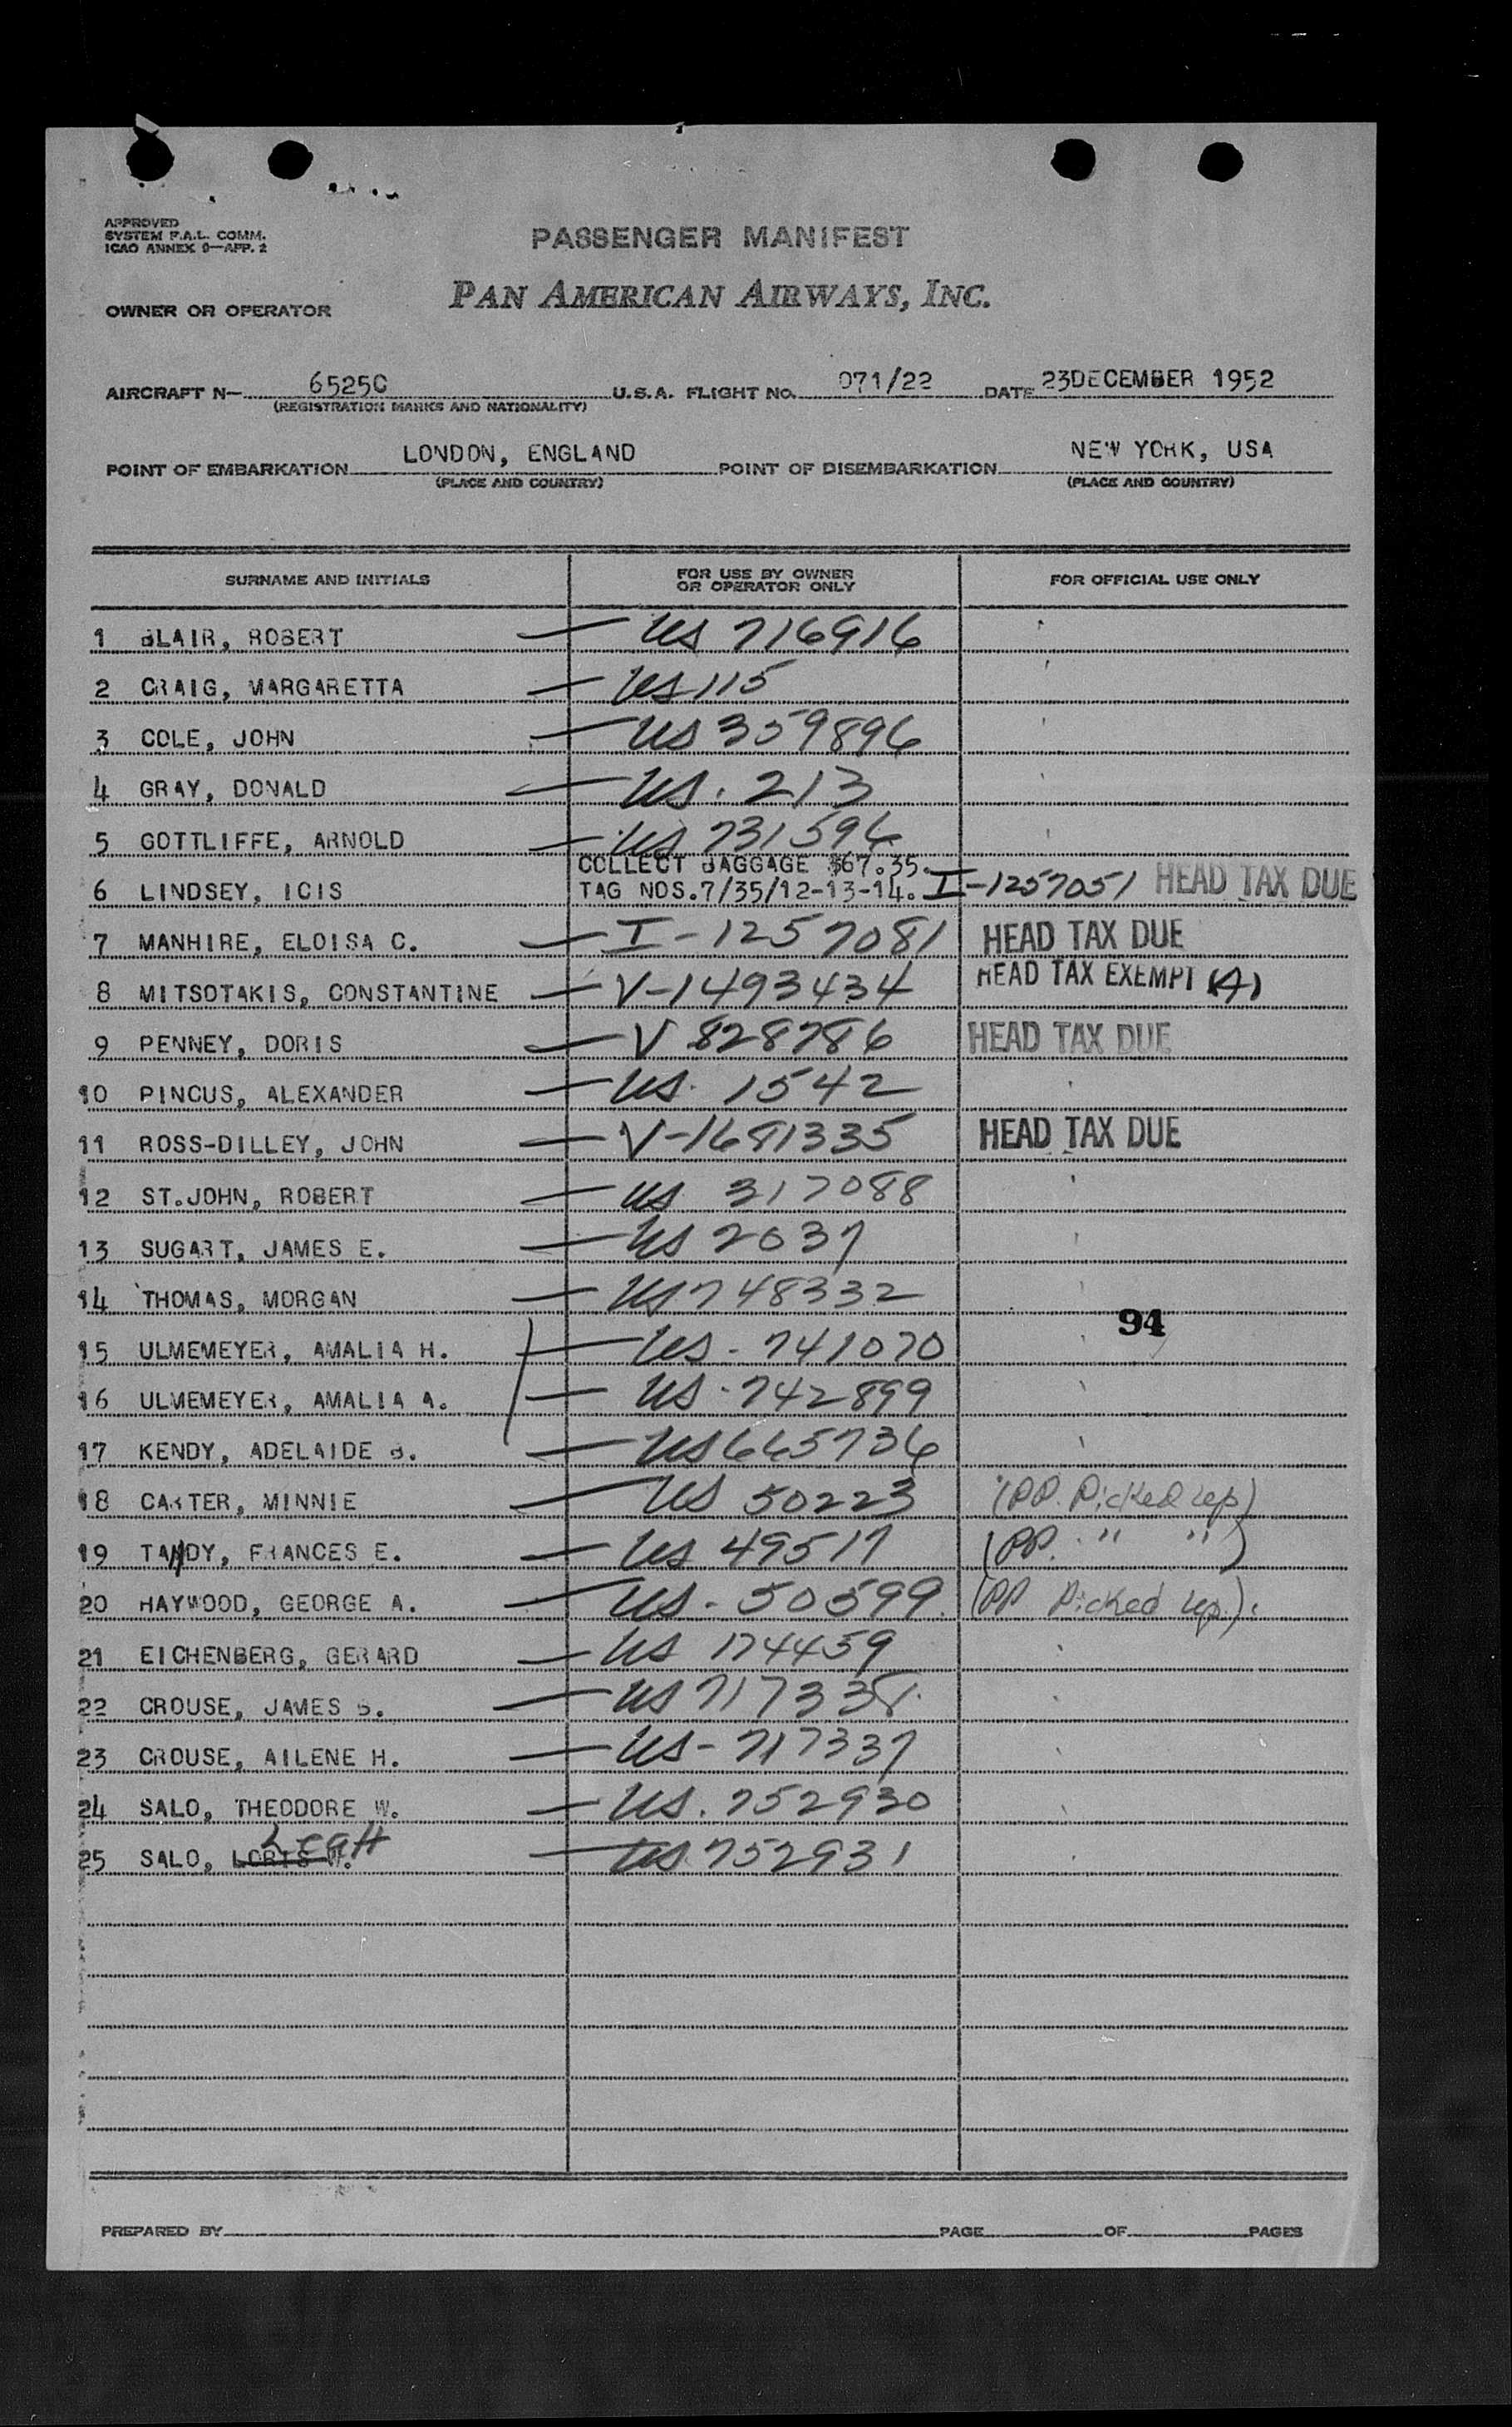 APPROVED
SYSTEM F.A.L. COMM.
ICAO ANNEX 9—APP. 2
PASSENGER MANIFEST
OWNER OR OPERATOR PAN AMERICAN AIRWAYS, INC.
AIRCRAFT N— 6525C U.S.A. FLIGHT NO. 071/22 DATE 23DECEMBER 1952
(REGISTRATION MARKS AND NATIONALITY)
POINT OF EMBARKATION LONDON, ENGLAND POINT OF DISEMBARKATION NEW YORK, USA
(PLACE AND COUNTRY) (PLACE AND COUNTRY)
SURNAME AND INITIALS FOR USE BY OWNER OR OPERATOR ONLY FOR OFFICIAL USE ONLY
1 BLAIR, ROBERT — US 716916
2 CRAIG, MARGARETTA — US 115
3 COLE, JOHN — US 359896
4 GRAY, DONALD — US. 213
5 GOTTLIFFE, ARNOLD — US 731596
COLLECT BAGGAGE $67.35.
6 LINDSEY, ICIS TAG NOS.7/35/12-13-14. I-1257051 HEAD TAX DUE
7 MANHIRE, ELOISA C. — I-1257081 HEAD TAX DUE
8 MITSOTAKIS, CONSTANTINE — V-1493434 HEAD TAX EXEMPT (A)
9 PENNEY, DORIS — V 828786 HEAD TAX DUE
10 PINCUS, ALEXANDER — US. 1542
11 ROSS-DILLEY, JOHN — V-1681335 HEAD TAX DUE
12 ST.JOHN, ROBERT — US 317088
13 SUGART, JAMES E. — US 2037
14 THOMAS, MORGAN — US 748332
94
15 ULMEMEYER, AMALIA H. — US - 741070
16 ULMEMEYER, AMALIA A. — US - 742899
17 KENDY, ADELAIDE B. — US 665736
18 CARTER, MINNIE — US 50223 (PP. Picked up)
19 TANDY, FRANCES E. — US 49517 (PP. " ")
20 HAYWOOD, GEORGE A. — US - 50599 (PP Picked up).
21 EICHENBERG, GERARD — US 174459
22 CROUSE, JAMES S. — US 717338
23 CROUSE, AILENE H. — US - 717337
24 SALO, THEODORE W. — US. 752930
25 SALO, LeaH — US 752931
PREPARED BY PAGE OF PAGES